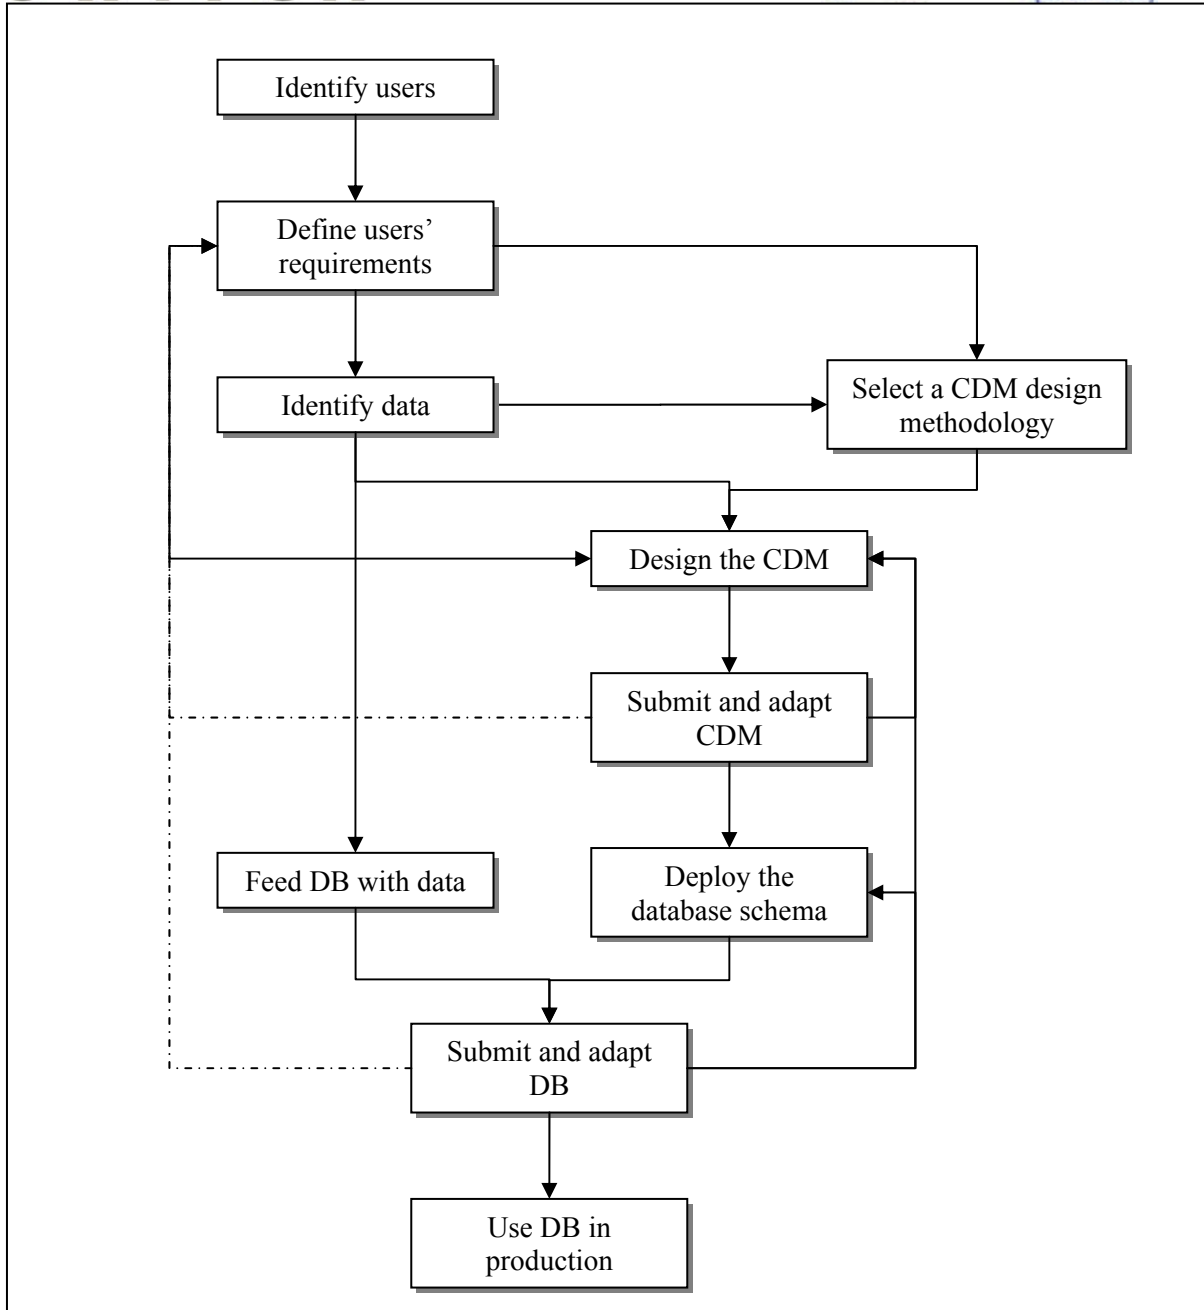 Identify users
Define users’
requirements
Identify data
Select a CDM design
methodology
Design the CDM
Submit and adapt
CDM
Feed DB with data
Deploy the
database schema
Submit and adapt
DB
Use DB in
production